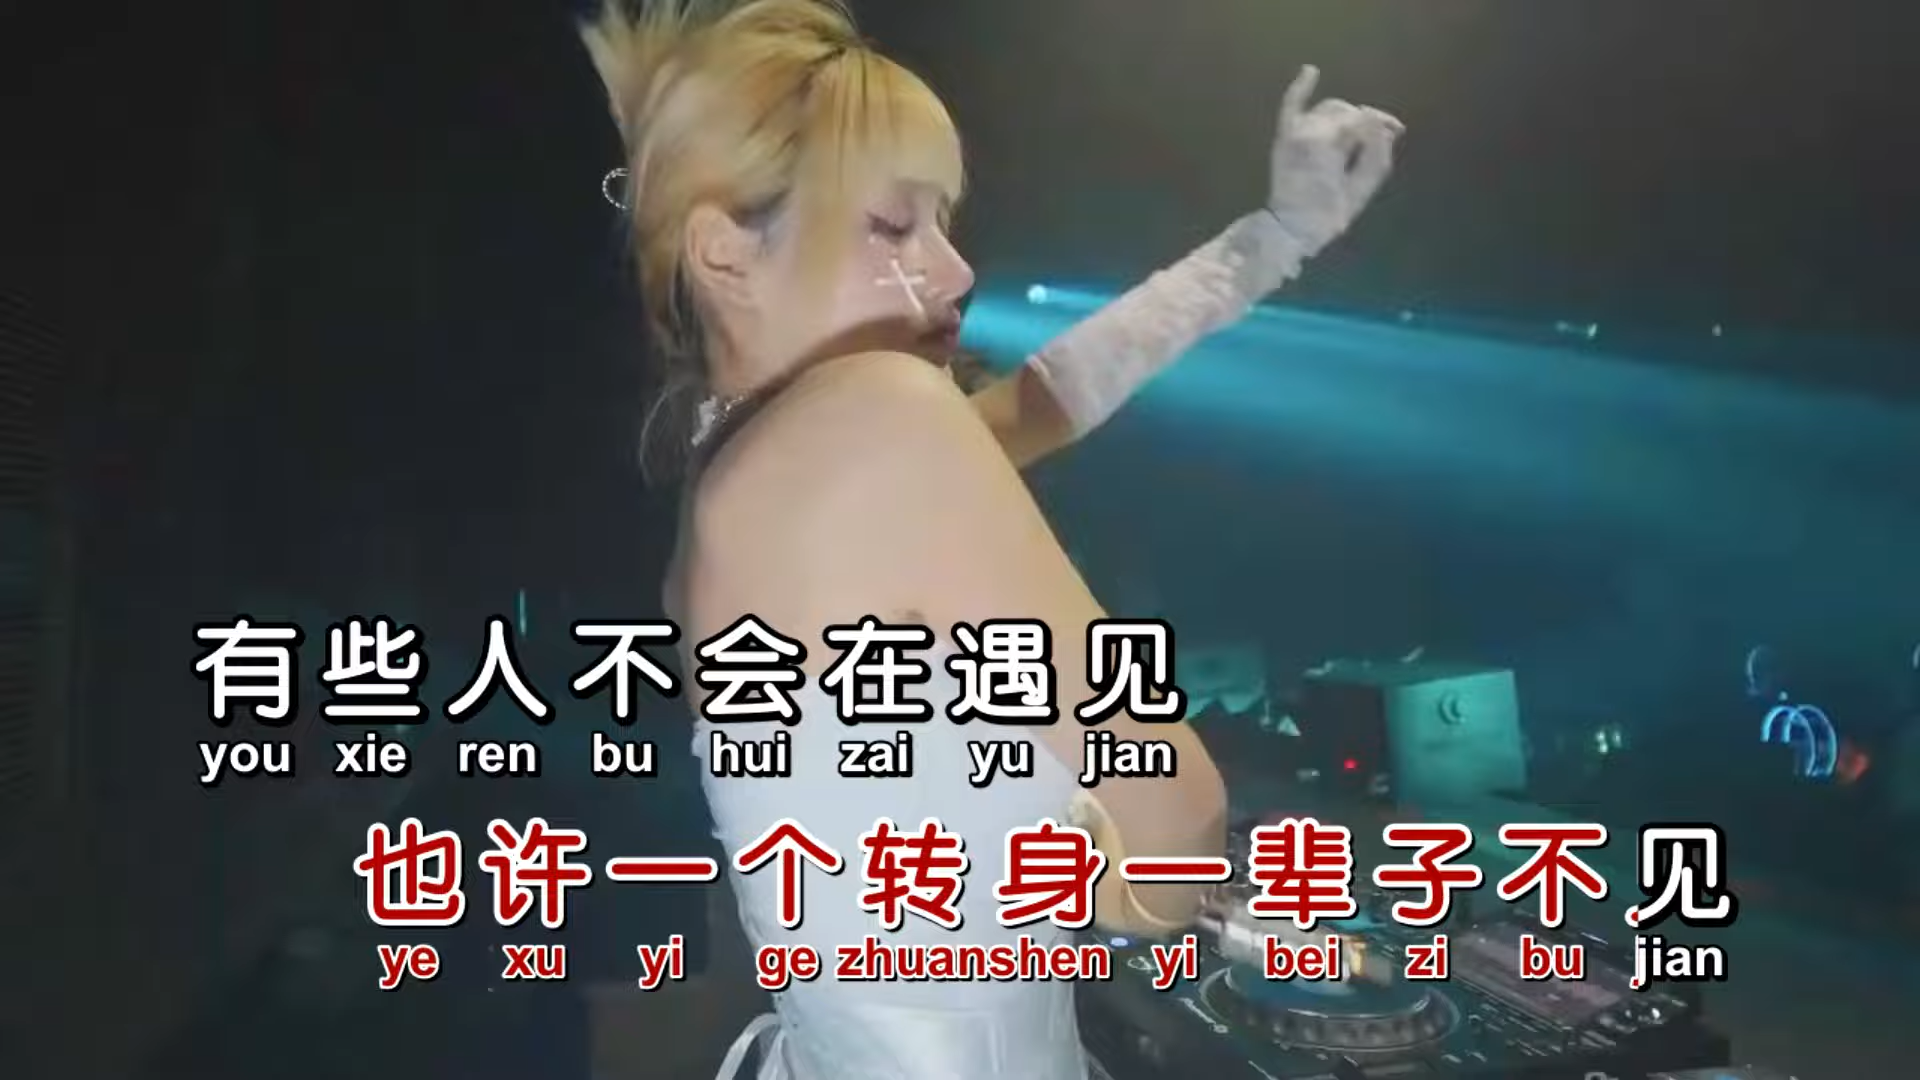 有些人不会在遇见
you xie ren bu hui zai yu jian
也许一个转身一辈子不见
ye xu yi ge zhuanshen yi bei zi bu jian